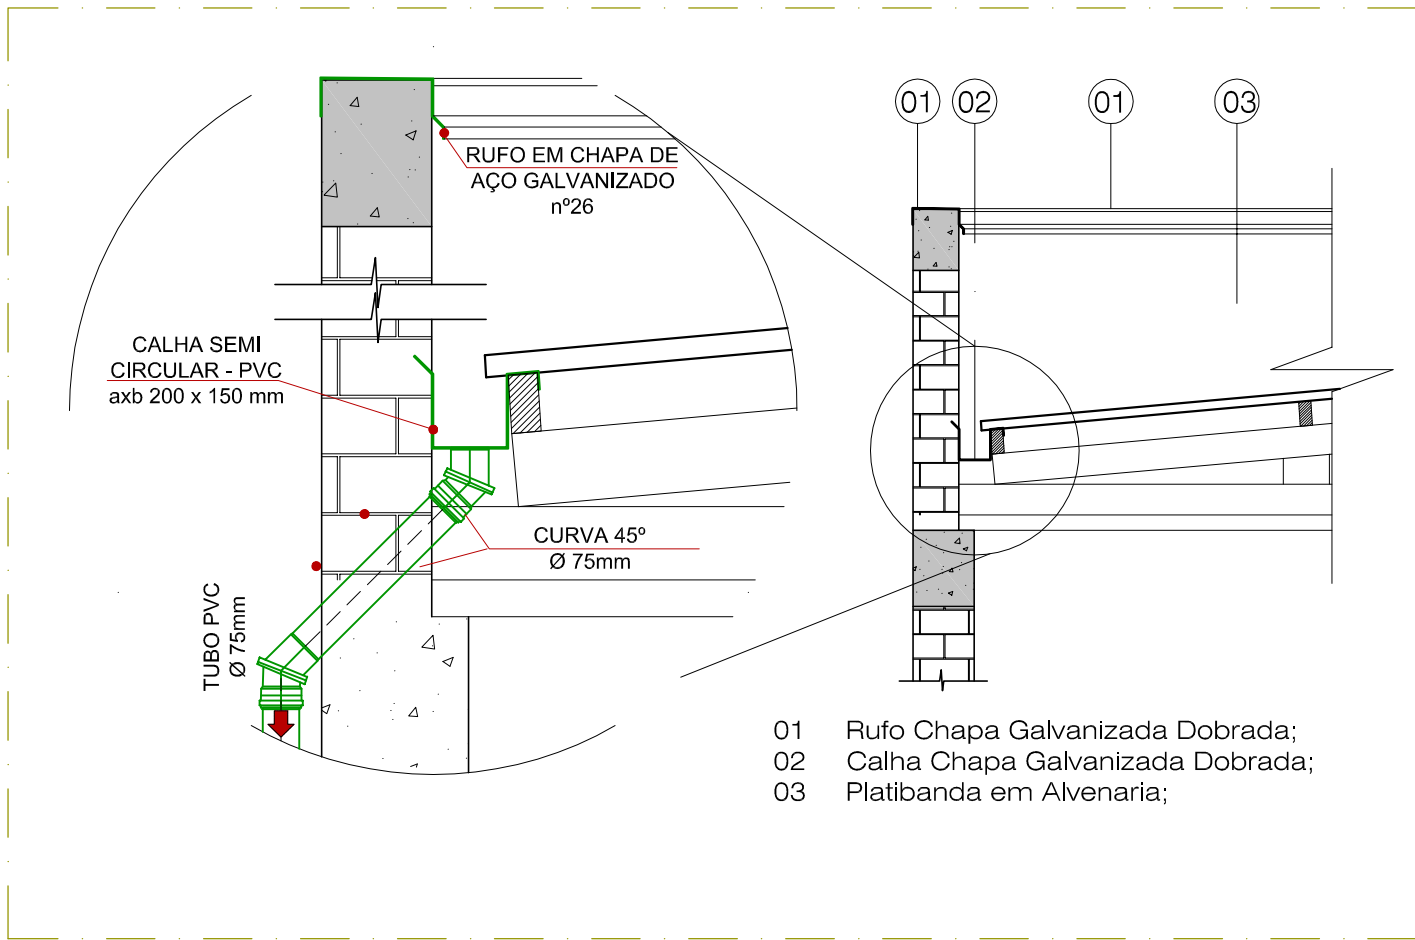 RUFO EM CHAPA DE
AÇO GALVANIZADO
nº26
CALHA SEMI
CIRCULAR - PVC
axb 200 x 150 mm
CURVA 45º
Ø 75mm
TUBO PVC
Ø 75mm
01 02 01 03
01 Rufo Chapa Galvanizada Dobrada;
02 Calha Chapa Galvanizada Dobrada;
03 Platibanda em Alvenaria;